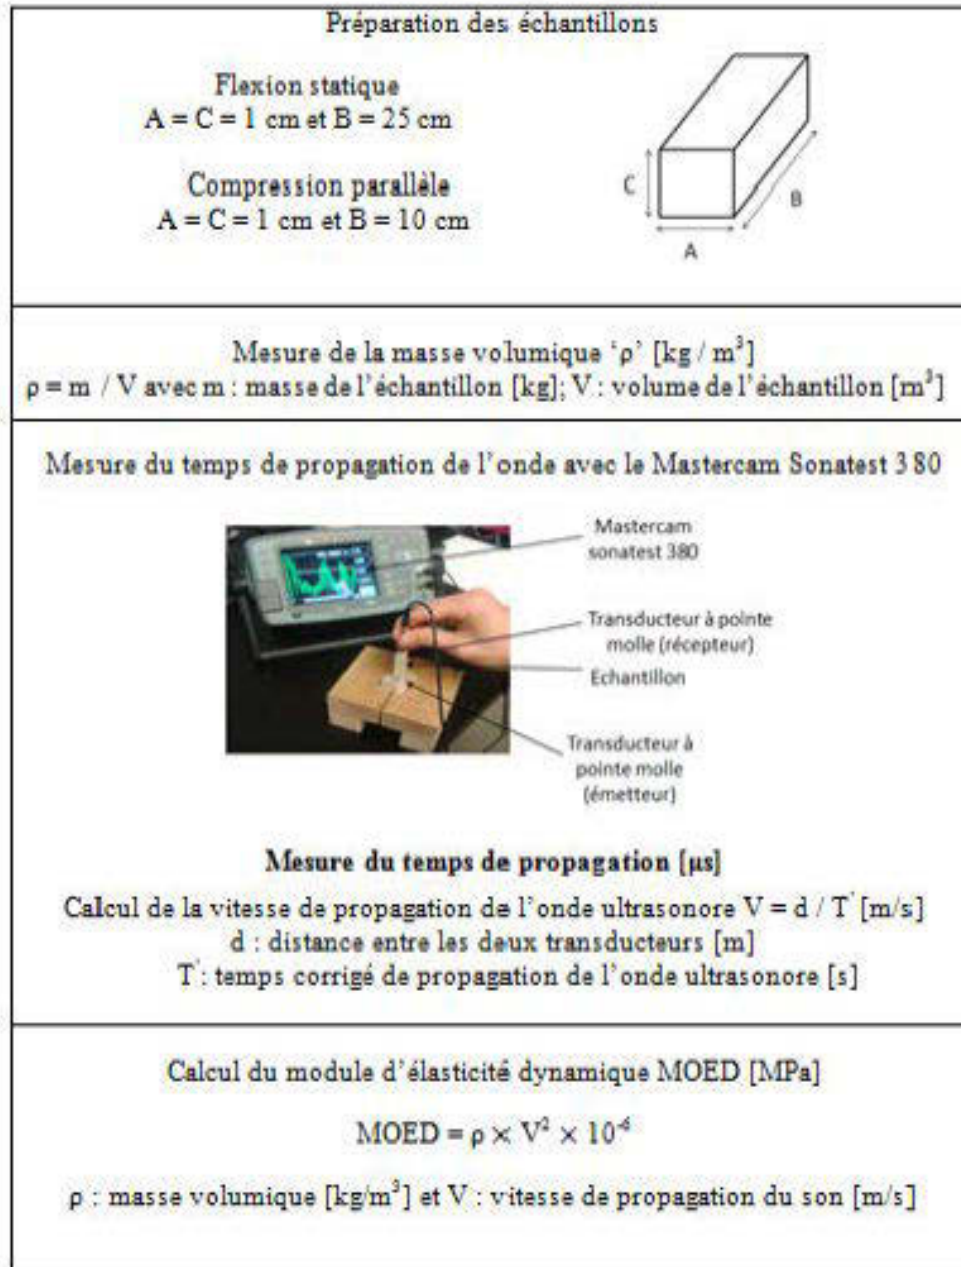 Préparation des échantillons
Flexion statique
A = C = 1 cm et B = 25 cm
Compression parallèle
A = C = 1 cm et B = 10 cm
C
B
A
Mesure de la masse volumique ‘ρ’ [kg / m³]
ρ = m / V avec m : masse de l’échantillon [kg]; V : volume de l’échantillon [m³]
Mesure du temps de propagation de l’onde avec le Mastercam Sonatest 380
Mastercam
sonatest 380
Transducteur à pointe
molle (récepteur)
Echantillon
Transducteur à
pointe molle
(émetteur)
Mesure du temps de propagation [µs]
Calcul de la vitesse de propagation de l’onde ultrasonore V = d / T' [m/s]
d : distance entre les deux transducteurs [m]
T': temps corrigé de propagation de l’onde ultrasonore [s]
Calcul du module d’élasticité dynamique MOED [MPa]
MOED = ρ × V² × 10⁻⁶
ρ : masse volumique [kg/m³] et V : vitesse de propagation du son [m/s]